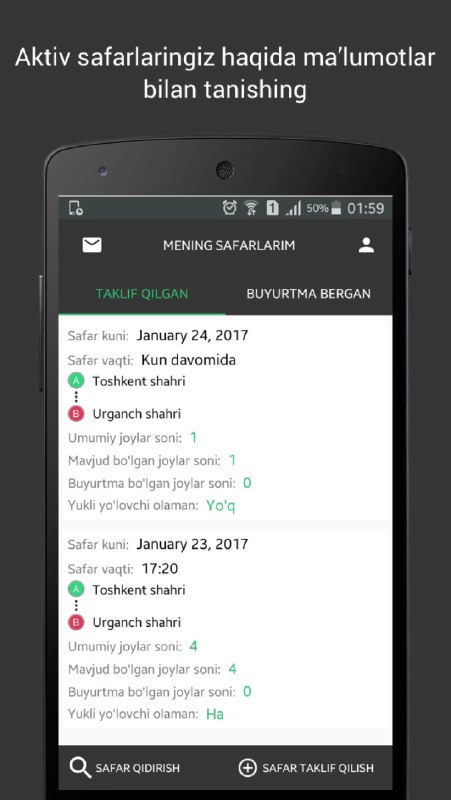 Aktiv safarlaringiz haqida ma’lumotlar
bilan tanishing
1 50% 01:59
MENING SAFARLARIM
TAKLIF QILGAN BUYURTMA BERGAN
Safar kuni: January 24, 2017
Safar vaqti: Kun davomida
A Toshkent shahri
B Urganch shahri
Umumiy joylar soni: 1
Mavjud bo'lgan joylar soni: 1
Buyurtma bo'lgan joylar soni: 0
Yukli yo'lovchi olaman: Yo'q
Safar kuni: January 23, 2017
Safar vaqti: 17:20
A Toshkent shahri
B Urganch shahri
Umumiy joylar soni: 4
Mavjud bo'lgan joylar soni: 4
Buyurtma bo'lgan joylar soni: 0
Yukli yo'lovchi olaman: Ha
SAFAR QIDIRISH SAFAR TAKLIF QILISH